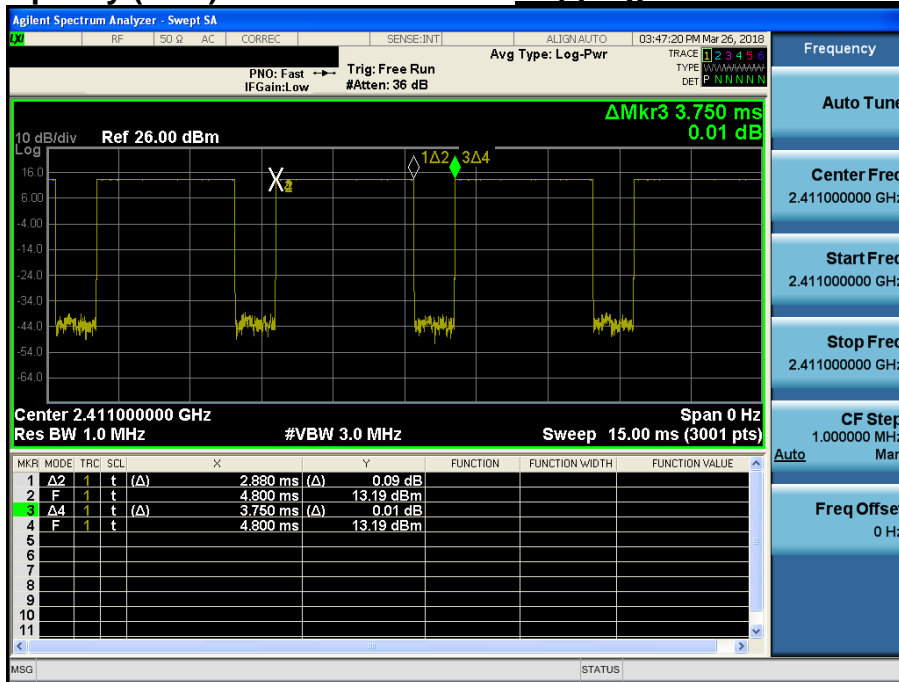 Agilent Spectrum Analyzer - Swept SA
LXI RF 50 Ω AC CORREC SENSE:INT ALIGN AUTO 03:47:20 PM Mar 26, 2018
Avg Type: Log-Pwr
TRACE 1 2 3 4 5 6
TYPE WWWWWW
DET P N N N N N
PNO: Fast
IFGain:Low
Trig: Free Run
#Atten: 36 dB
ΔMkr3 3.750 ms
0.01 dB
10 dB/div Ref 26.00 dBm
Log
16.0
6.00
-4.00
-14.0
-24.0
-34.0
-44.0
-54.0
-64.0
1Δ2 3Δ4
Center 2.411000000 GHz Span 0 Hz
Res BW 1.0 MHz #VBW 3.0 MHz Sweep 15.00 ms (3001 pts)
MKR MODE TRC SCL X Y FUNCTION FUNCTION WIDTH FUNCTION VALUE
1 Δ2 1 t (Δ) 2.880 ms (Δ) 0.09 dB
2 F 1 t 4.800 ms 13.19 dBm
3 Δ4 1 t (Δ) 3.750 ms (Δ) 0.01 dB
4 F 1 t 4.800 ms 13.19 dBm
5
6
7
8
9
10
11
MSG STATUS
Frequency
Auto Tune
Center Freq
2.411000000 GHz
Start Freq
2.411000000 GHz
Stop Freq
2.411000000 GHz
CF Step
1.000000 MHz
Auto Man
Freq Offset
0 Hz